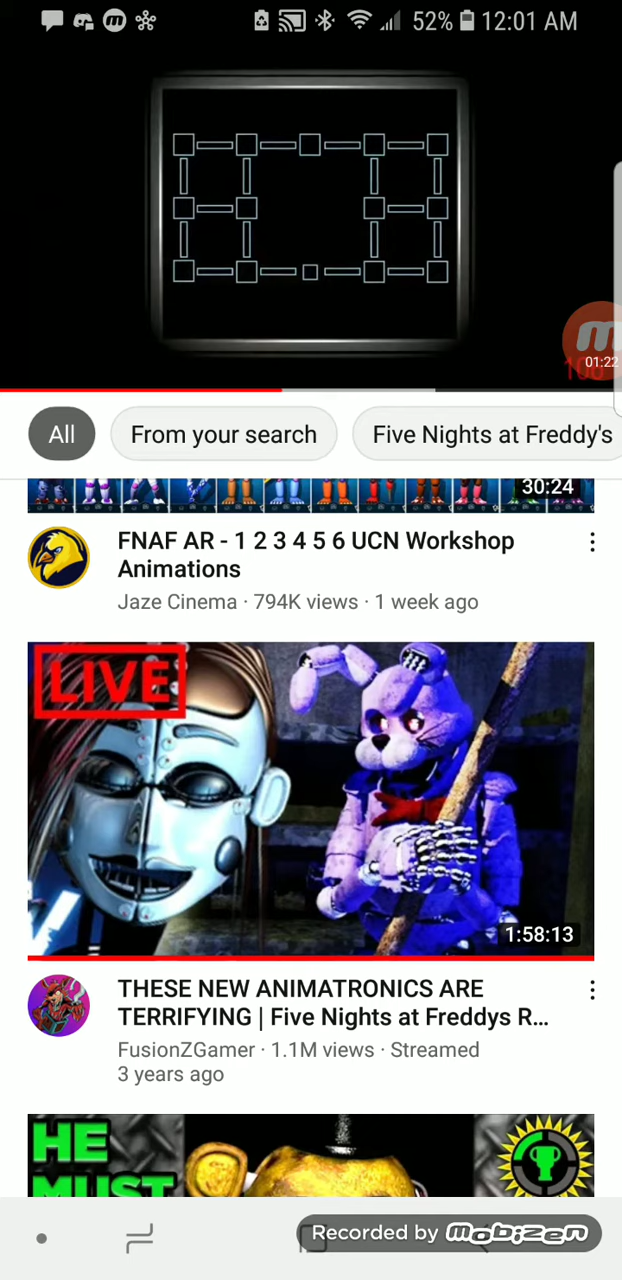 52% 12:01 AM
01:22
All
From your search
Five Nights at Freddy's
30:24
FNAF AR - 1 2 3 4 5 6 UCN Workshop
Animations
Jaze Cinema · 794K views · 1 week ago
LIVE
1:58:13
THESE NEW ANIMATRONICS ARE
TERRIFYING | Five Nights at Freddys R...
FusionZGamer · 1.1M views · Streamed
3 years ago
HE
MUST
Recorded by mobizen